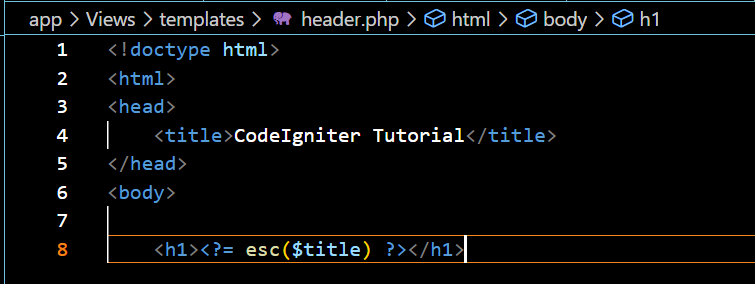 app > Views > templates > header.php > html > body > h1
1 <!doctype html>
2 <html>
3 <head>
4     <title>CodeIgniter Tutorial</title>
5 </head>
6 <body>
7
8     <h1><?= esc($title) ?></h1>